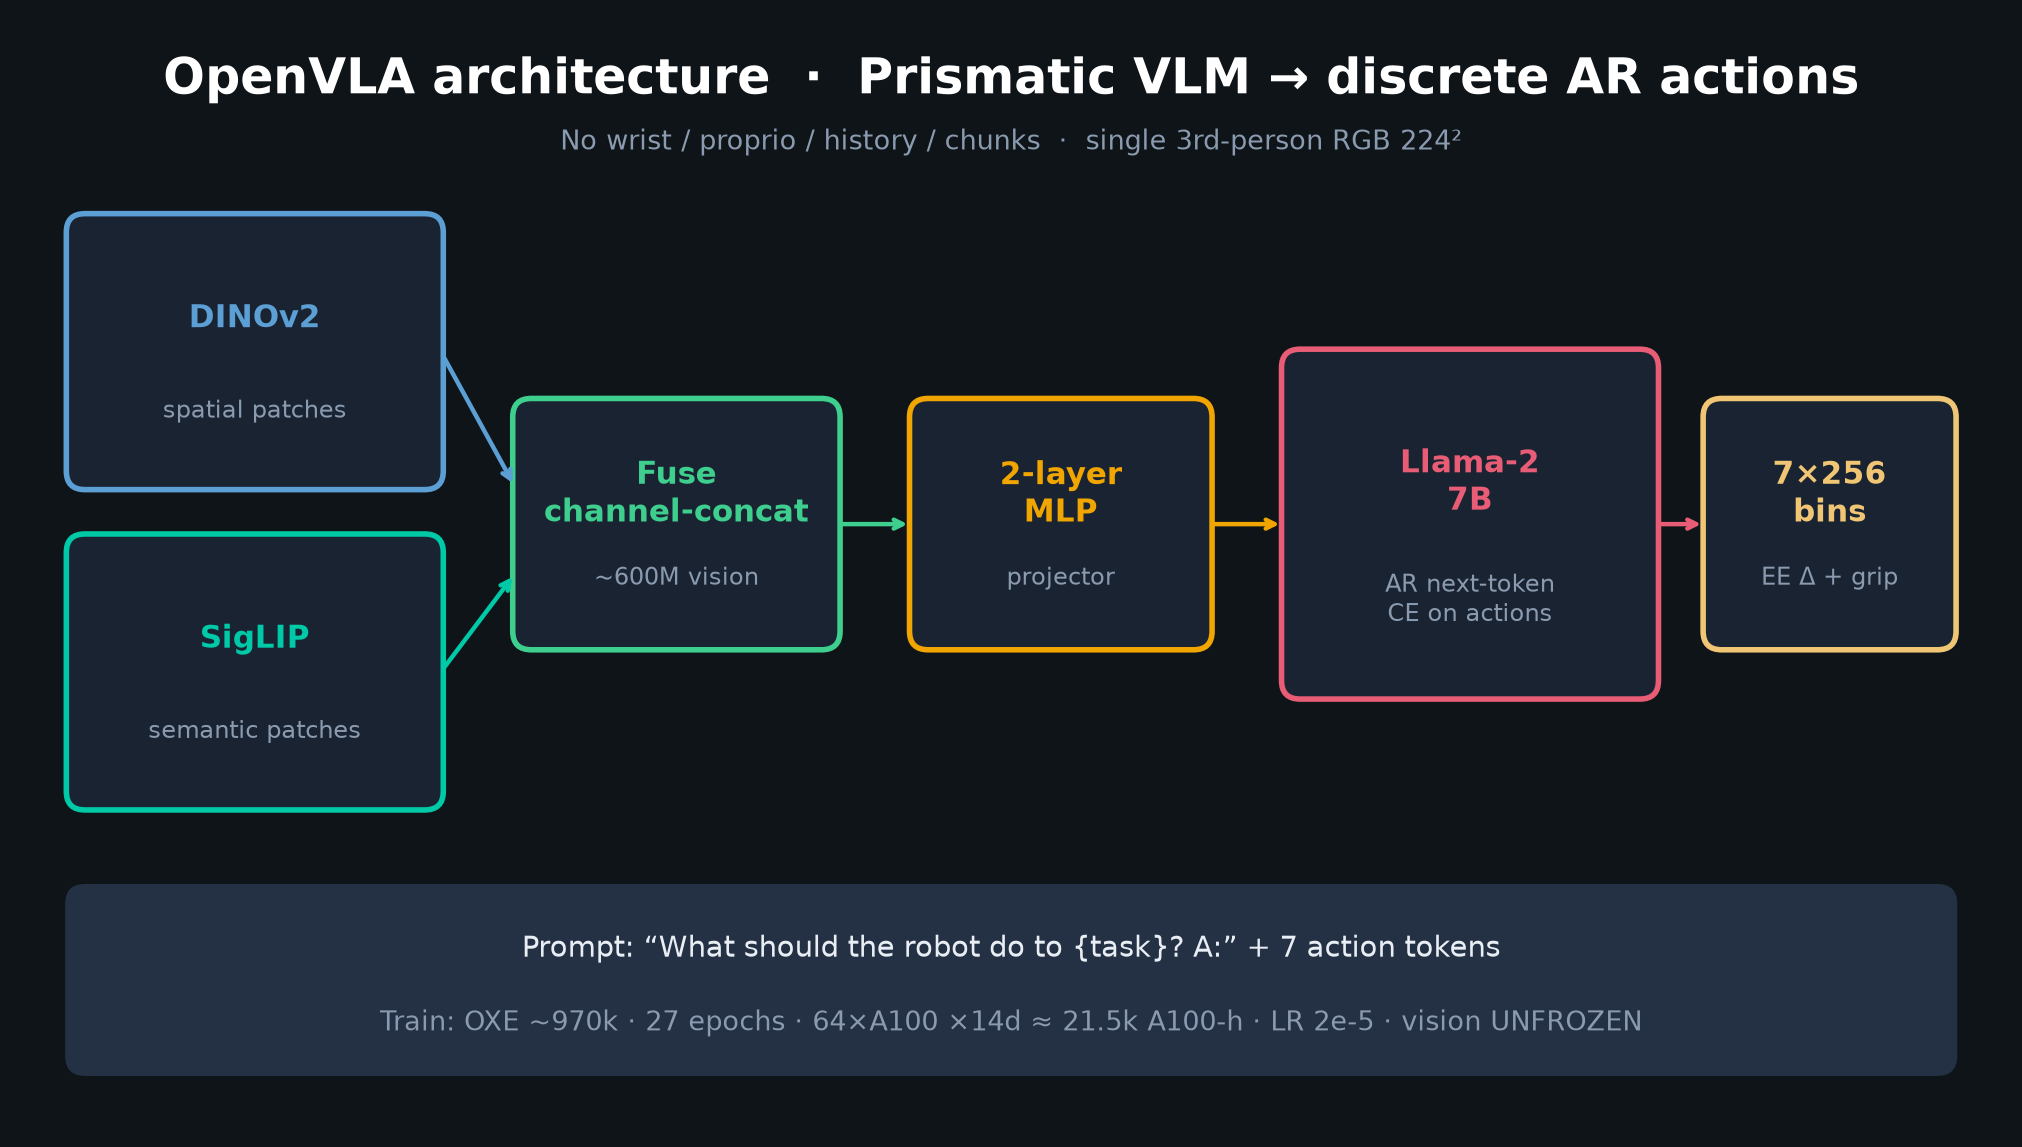 OpenVLA architecture · Prismatic VLM → discrete AR actions
No wrist / proprio / history / chunks · single 3rd-person RGB 224²
DINOv2
spatial patches
SigLIP
semantic patches
Fuse
channel-concat
~600M vision
2-layer
MLP
projector
Llama-2
7B
AR next-token
CE on actions
7×256
bins
EE Δ + grip
Prompt: “What should the robot do to {task}? A:” + 7 action tokens
Train: OXE ~970k · 27 epochs · 64×A100 ×14d ≈ 21.5k A100-h · LR 2e-5 · vision UNFROZEN